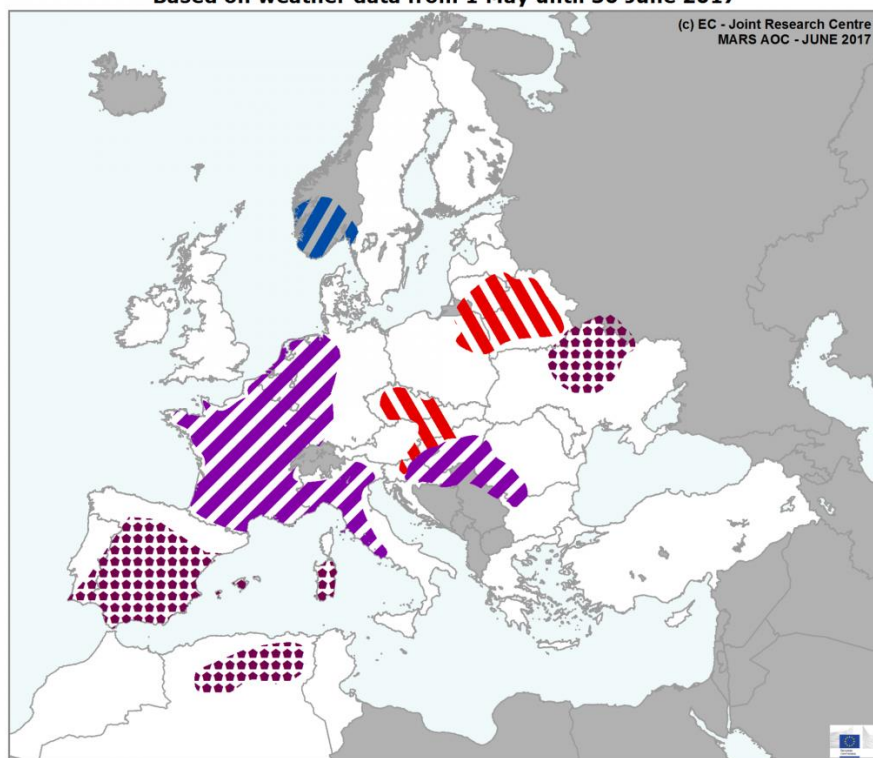 Based on weather data from 1 May until 30 June 2017
(c) EC - Joint Research Centre
MARS AOC - JUNE 2017